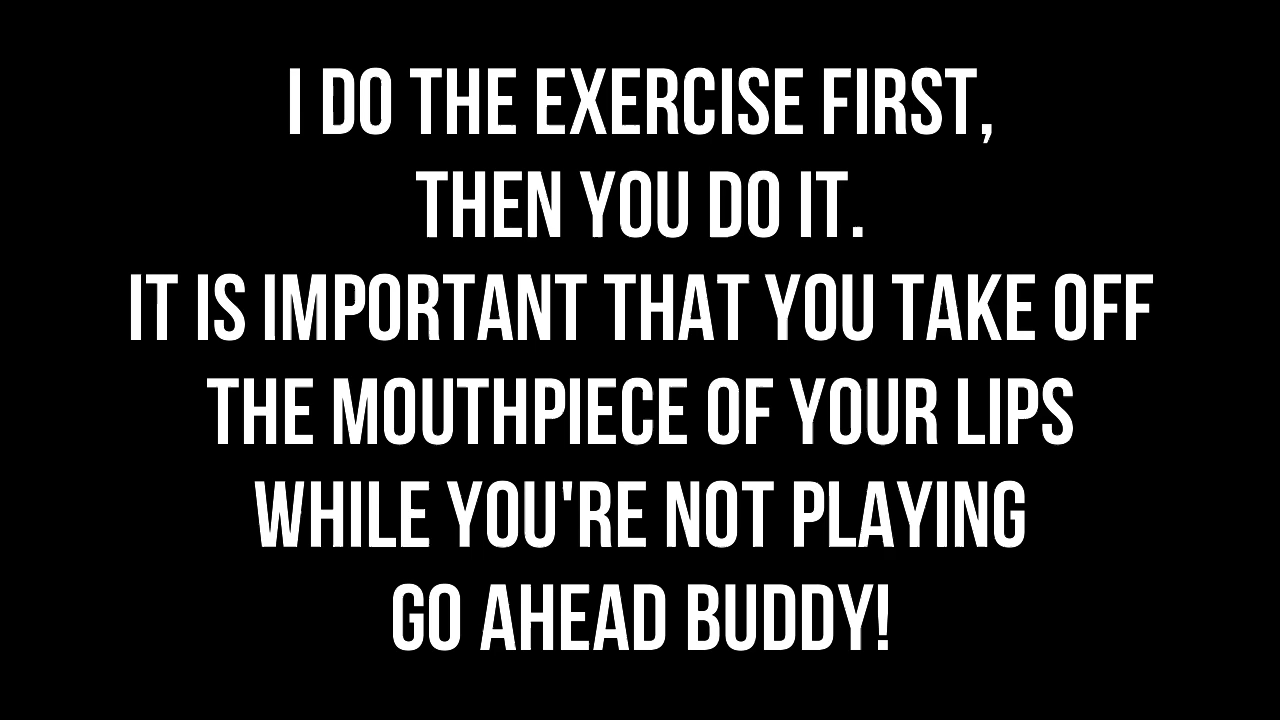 I DO THE EXERCISE FIRST,
THEN YOU DO IT.
IT IS IMPORTANT THAT YOU TAKE OFF
THE MOUTHPIECE OF YOUR LIPS
WHILE YOU'RE NOT PLAYING
GO AHEAD BUDDY!